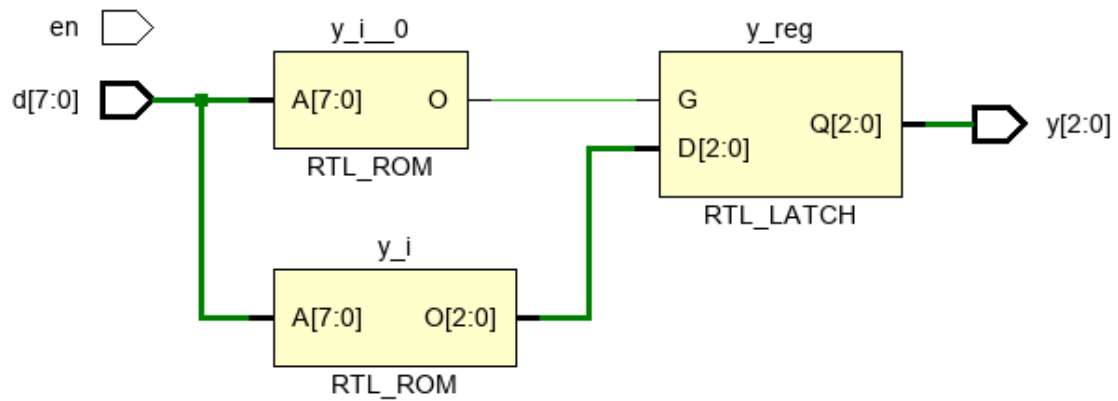 en
d[7:0]
y_i__0
A[7:0] O
RTL_ROM
y_i
A[7:0] O[2:0]
RTL_ROM
y_reg
G
D[2:0]
Q[2:0]
RTL_LATCH
y[2:0]